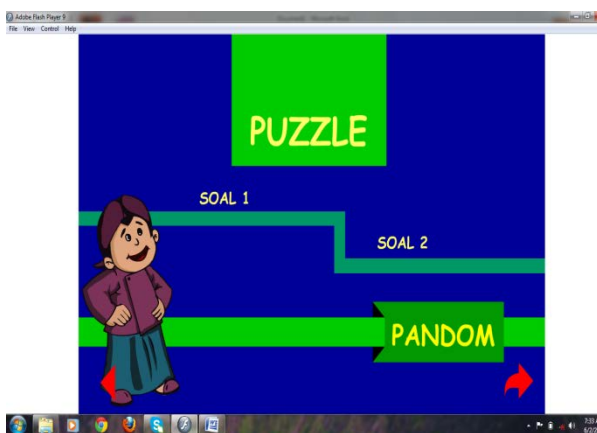 Adobe Flash Player 9
File View Control Help
PUZZLE
SOAL 1
SOAL 2
PANDOM